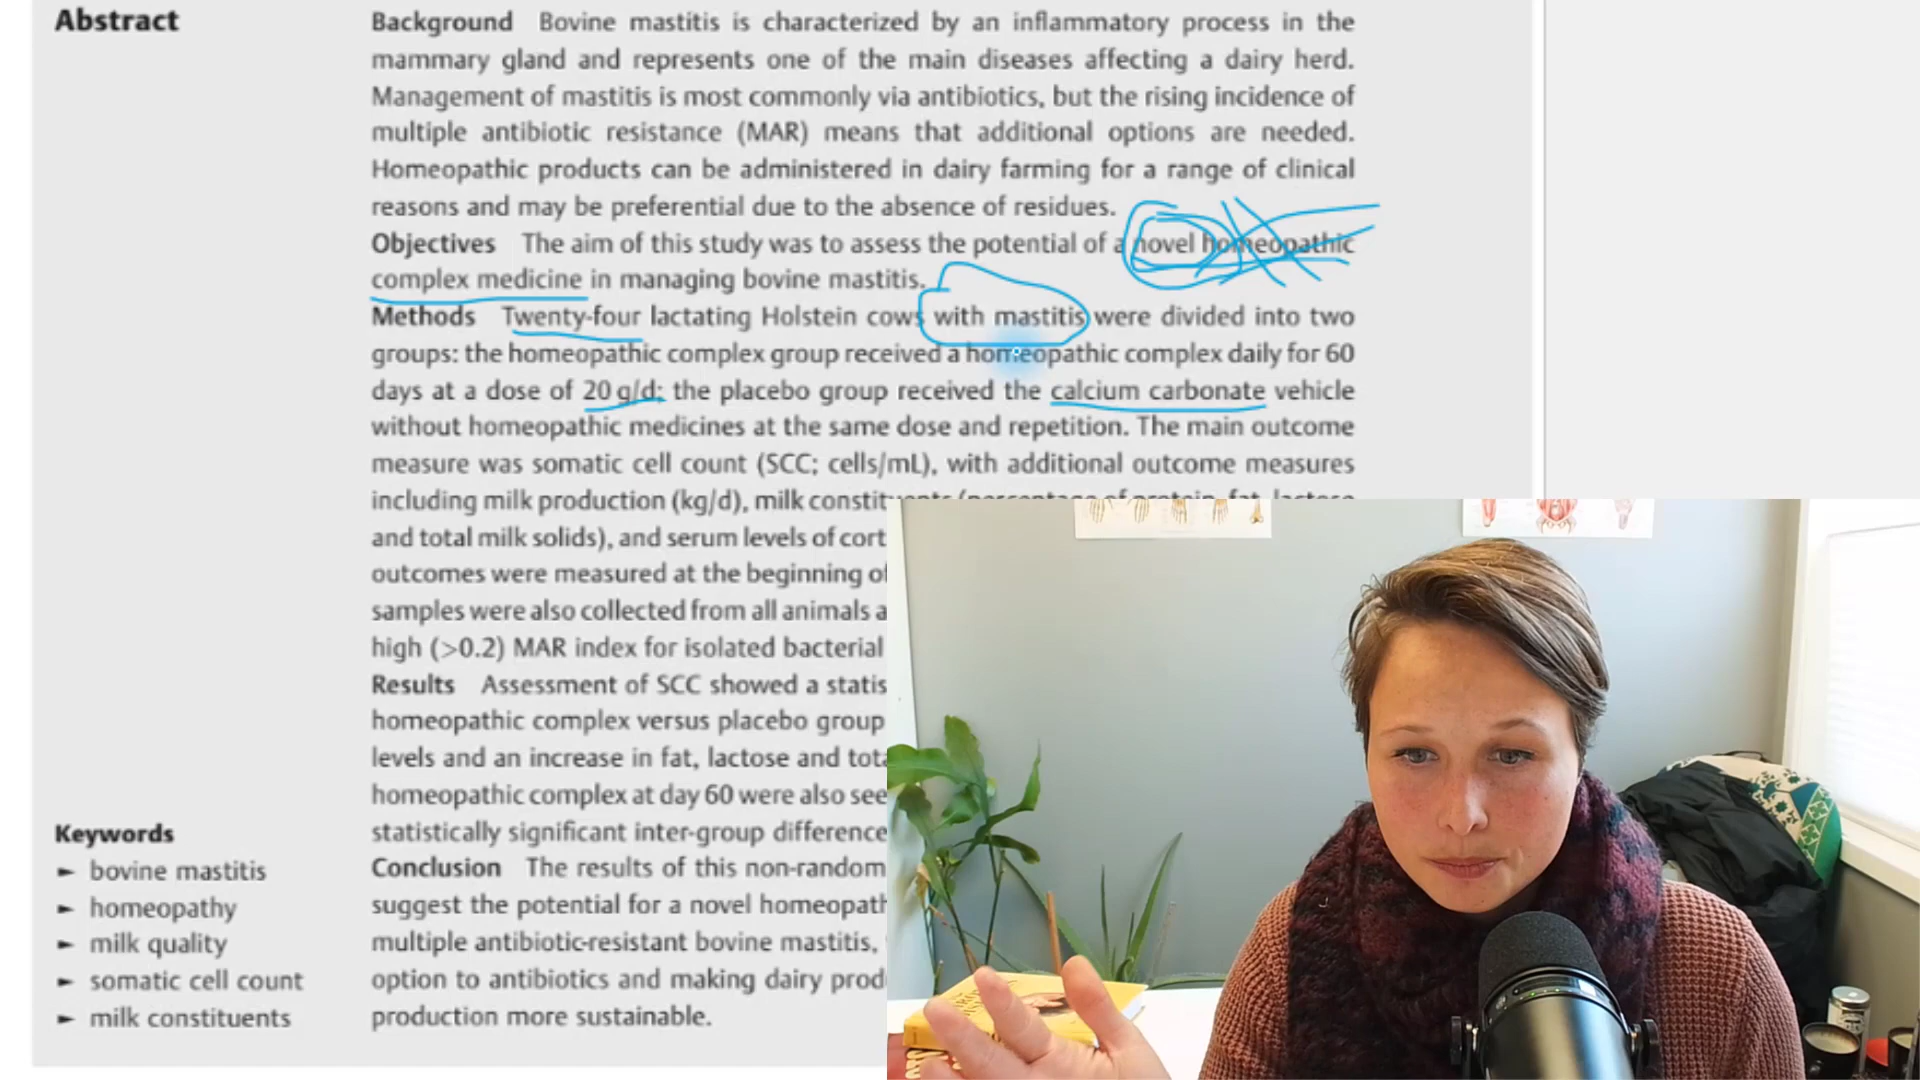 Abstract
Background Bovine mastitis is characterized by an inflammatory process in the
mammary gland and represents one of the main diseases affecting a dairy herd.
Management of mastitis is most commonly via antibiotics, but the rising incidence of
multiple antibiotic resistance (MAR) means that additional options are needed.
Homeopathic products can be administered in dairy farming for a range of clinical
reasons and may be preferential due to the absence of residues.
Objectives The aim of this study was to assess the potential of a novel homeopathic
complex medicine in managing bovine mastitis.
Methods Twenty-four lactating Holstein cows with mastitis were divided into two
groups: the homeopathic complex group received a homeopathic complex daily for 60
days at a dose of 20 g/d; the placebo group received the calcium carbonate vehicle
without homeopathic medicines at the same dose and repetition. The main outcome
measure was somatic cell count (SCC; cells/mL), with additional outcome measures
including milk production (kg/d), milk constituents (percentage of protein, fat, lactose
and total milk solids), and serum levels of cort
outcomes were measured at the beginning of
samples were also collected from all animals a
high (>0.2) MAR index for isolated bacterial
Results Assessment of SCC showed a statis
homeopathic complex versus placebo group
levels and an increase in fat, lactose and tota
homeopathic complex at day 60 were also see
statistically significant inter-group difference
Conclusion The results of this non-random
suggest the potential for a novel homeopath
multiple antibiotic-resistant bovine mastitis,
option to antibiotics and making dairy prod
production more sustainable.
Keywords
► bovine mastitis
► homeopathy
► milk quality
► somatic cell count
► milk constituents